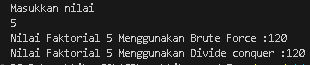 Masukkan nilai
5
Nilai Faktorial 5 Menggunakan Brute Force :120
Nilai Faktorial 5 Menggunakan Divide conquer :120